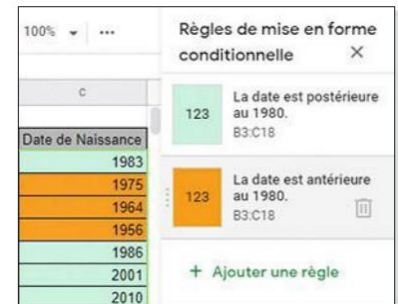 100% ...
Règles de mise en forme
conditionnelle ×
C
Date de Naissance
1983
1975
1964
1956
1986
2001
2010
123
La date est postérieure
au 1980.
B3:C18
123
La date est antérieure
au 1980.
B3:C18
+ Ajouter une règle